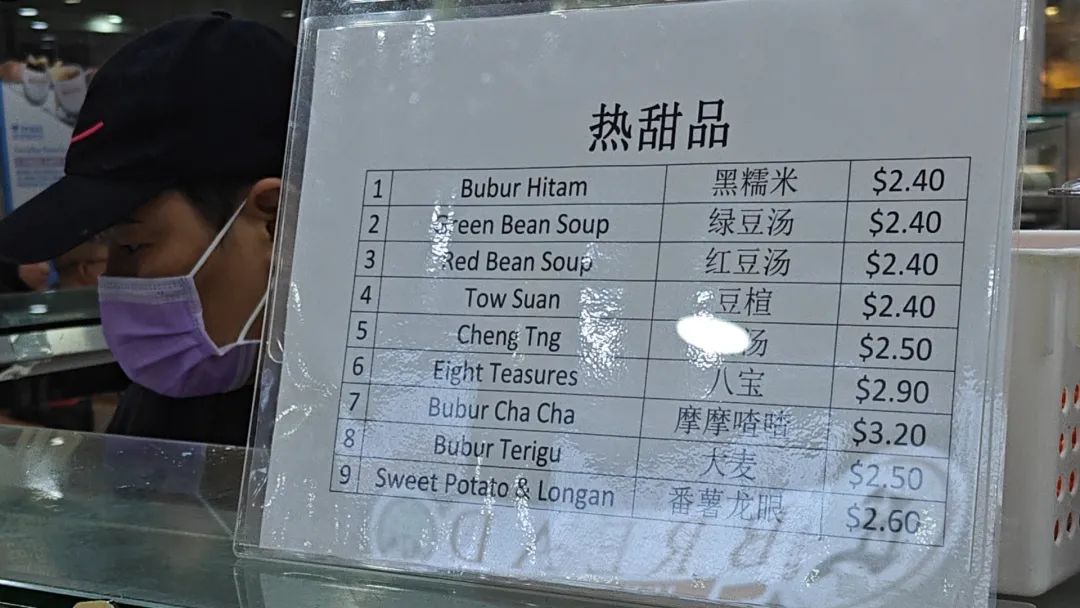 热甜品
1 Bubur Hitam 黑糯米 $2.40
2 Green Bean Soup 绿豆汤 $2.40
3 Red Bean Soup 红豆汤 $2.40
4 Tow Suan 豆楦 $2.40
5 Cheng Tng 汤 $2.50
6 Eight Teasures 八宝 $2.90
7 Bubur Cha Cha 摩摩喳喳 $3.20
8 Bubur Terigu 大麦 $2.50
9 Sweet Potato & Longan 番薯龙眼 $2.60
BREAD